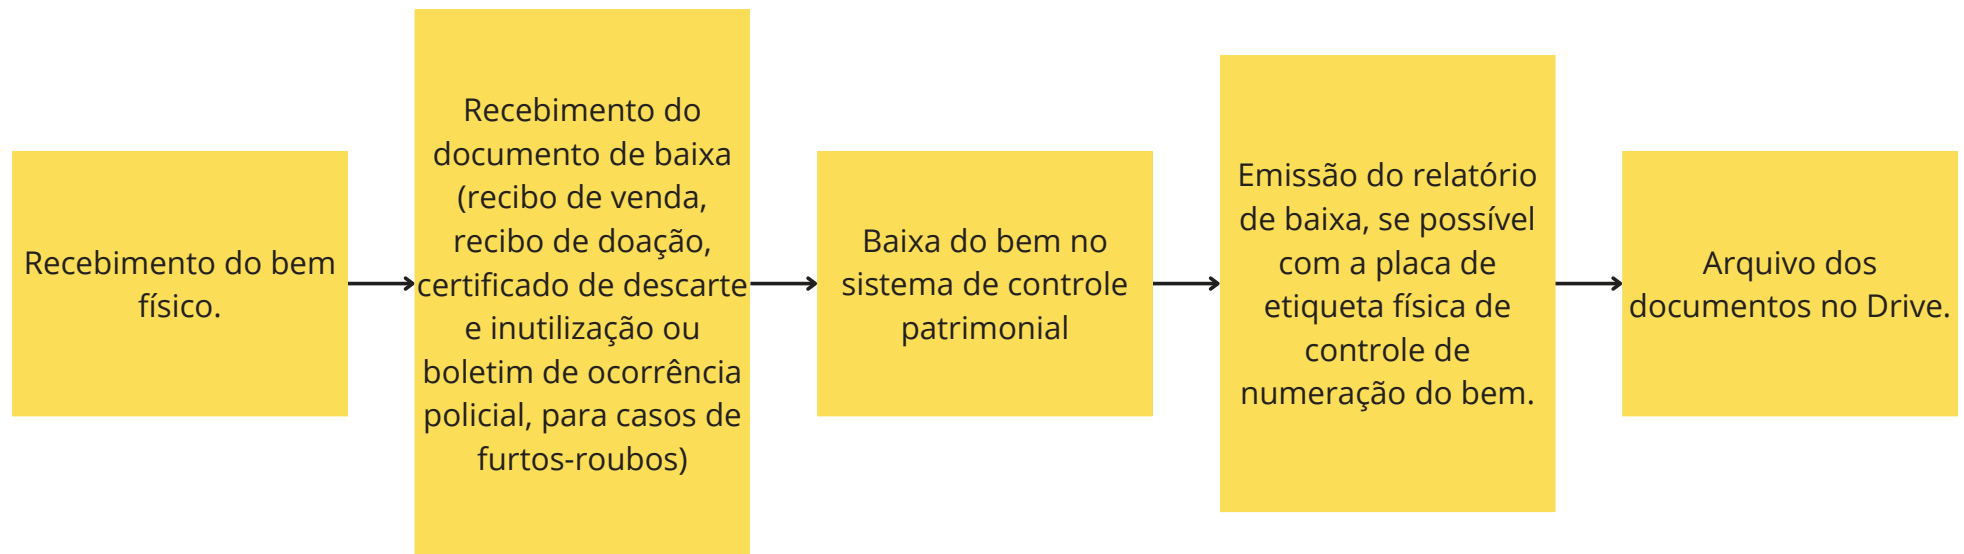 Recebimento do bem
físico.
Recebimento do
documento de baixa
(recibo de venda,
recibo de doação,
certificado de descarte
e inutilização ou
boletim de ocorrência
policial, para casos de
furtos-roubos)
Baixa do bem no
sistema de controle
patrimonial
Emissão do relatório
de baixa, se possível
com a placa de
etiqueta física de
controle de
numeração do bem.
Arquivo dos
documentos no Drive.